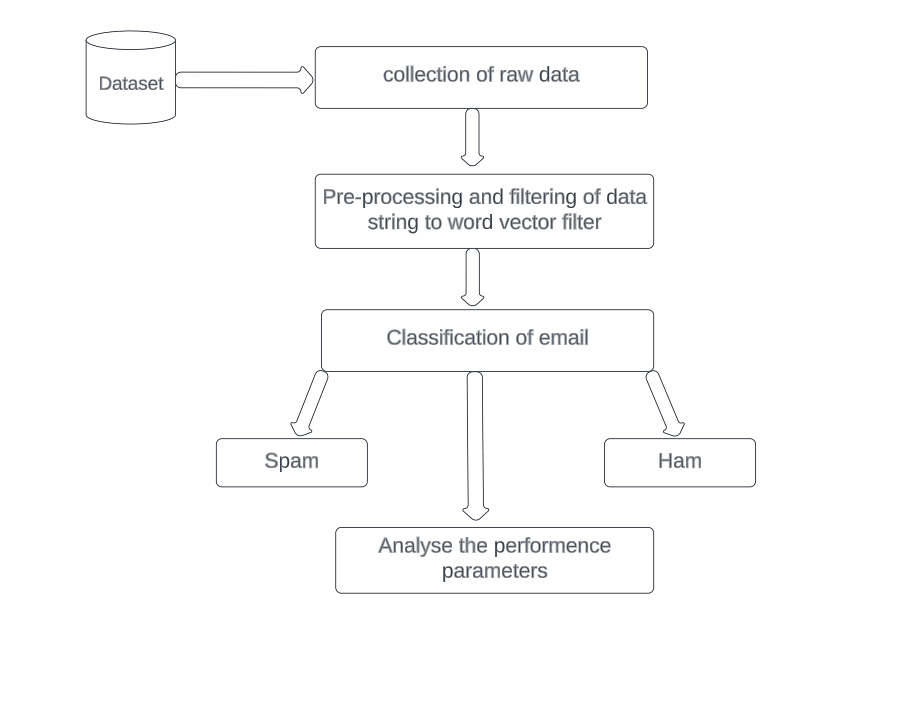 Dataset
collection of raw data
Pre-processing and filtering of data
string to word vector filter
Classification of email
Spam
Ham
Analyse the performence
parameters